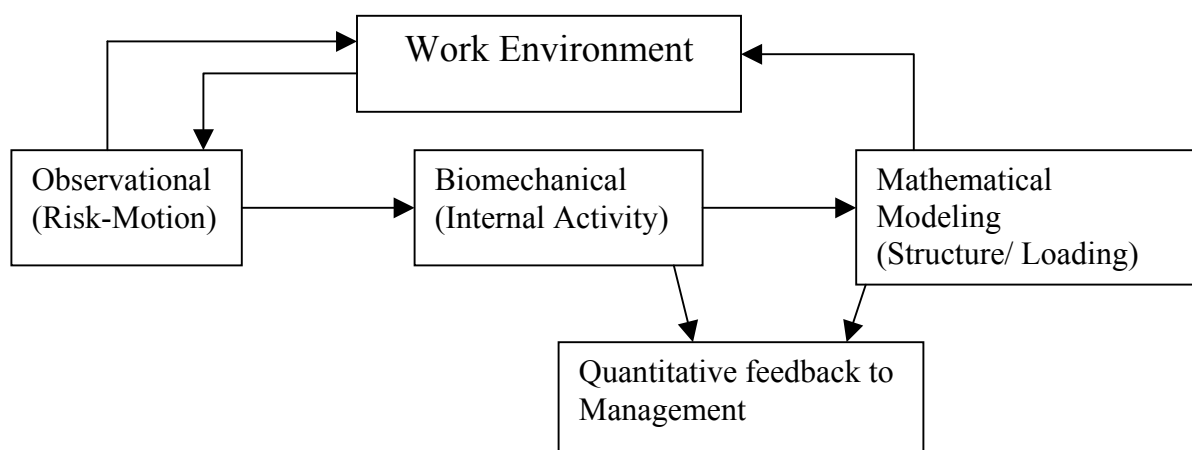 Work Environment
Observational
(Risk-Motion)
Biomechanical
(Internal Activity)
Mathematical
Modeling
(Structure/ Loading)
Quantitative feedback to
Management